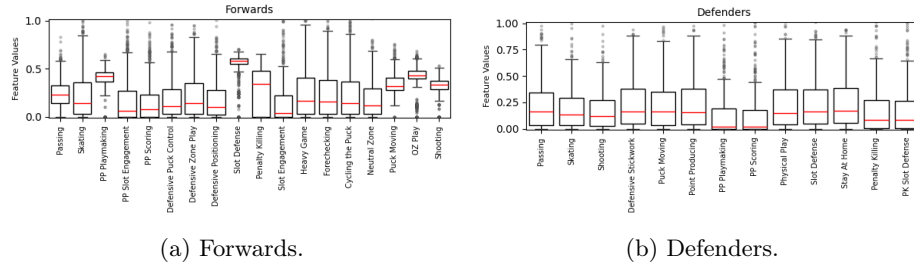 Forwards
Feature Values
1.0
0.5
0.0
Passing
Skating
PP Playmaking
PP Slot Engagement
PP Scoring
Defensive Puck Control
Defensive Zone Play
Defensive Positioning
Slot Defense
Penalty Killing
Slot Engagement
Heavy Game
Forechecking
Cycling the Puck
Neutral Zone
Puck Moving
OZ Play
Shooting
(a) Forwards.
Defenders
Feature Values
1.00
0.75
0.50
0.25
0.00
Passing
Skating
Shooting
Defensive Stickwork
Puck Moving
Point Producing
PP Playmaking
PP Scoring
Physical Play
Slot Defense
Stay At Home
Penalty Killing
PK Slot Defense
(b) Defenders.